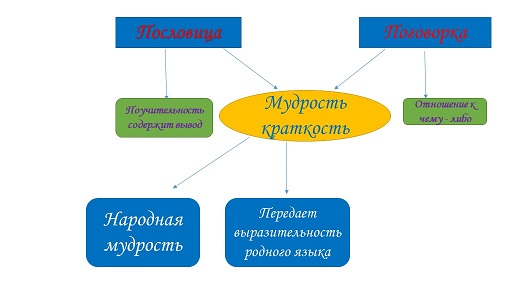 Пословица
Поговорка
Поучительность
содержит вывод
Мудрость
краткость
Отношение к
чему - либо
Народная
мудрость
Передает
выразительность
родного языка